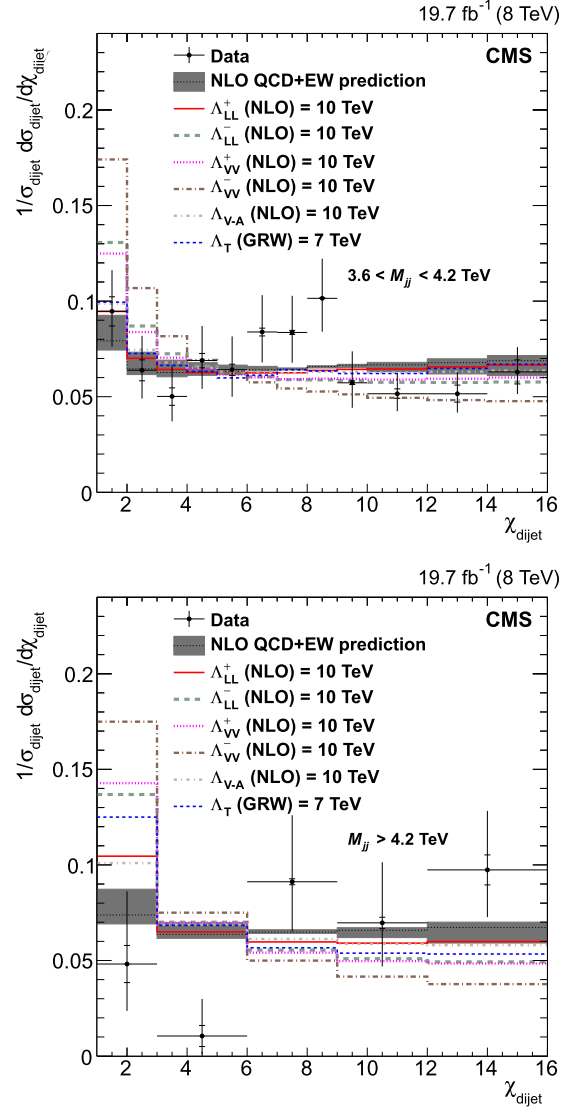 19.7 fb⁻¹ (8 TeV)
CMS
Data
NLO QCD+EW prediction
Λ⁺LL (NLO) = 10 TeV
Λ⁻LL (NLO) = 10 TeV
Λ⁺VV (NLO) = 10 TeV
Λ⁻VV (NLO) = 10 TeV
ΛV-A (NLO) = 10 TeV
ΛT (GRW) = 7 TeV
3.6 < Mjj < 4.2 TeV
1/σdijet dσdijet/dχdijet
0.2
0.15
0.1
0.05
0
2 4 6 8 10 12 14 16
χdijet
19.7 fb⁻¹ (8 TeV)
CMS
Data
NLO QCD+EW prediction
Λ⁺LL (NLO) = 10 TeV
Λ⁻LL (NLO) = 10 TeV
Λ⁺VV (NLO) = 10 TeV
Λ⁻VV (NLO) = 10 TeV
ΛV-A (NLO) = 10 TeV
ΛT (GRW) = 7 TeV
Mjj > 4.2 TeV
1/σdijet dσdijet/dχdijet
0.2
0.15
0.1
0.05
0
2 4 6 8 10 12 14 16
χdijet